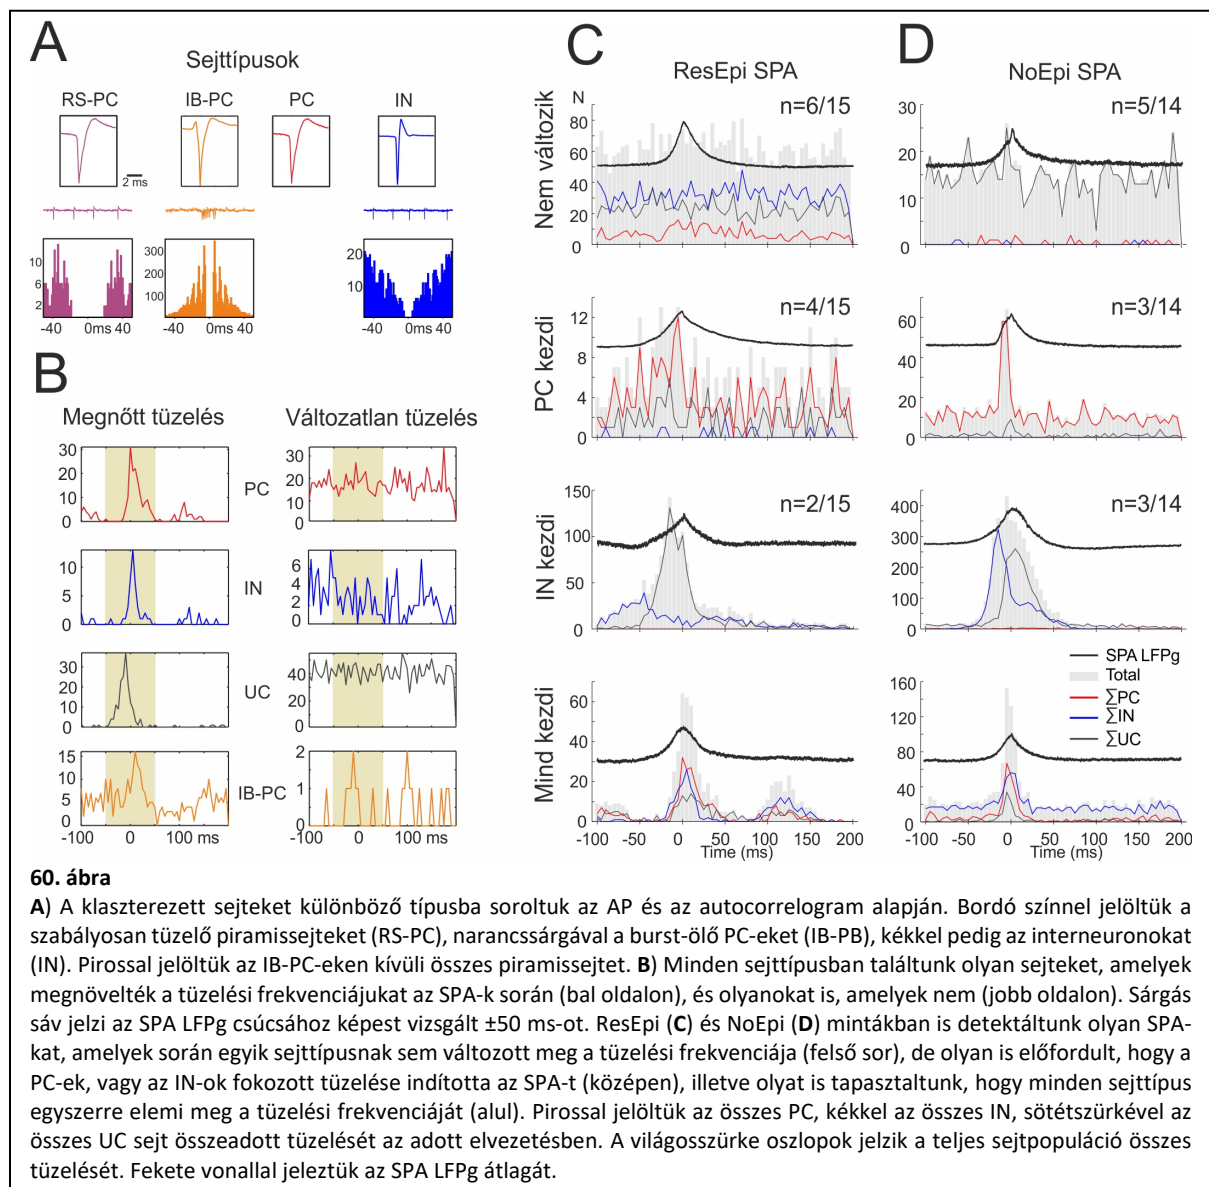 A
Sejttípusok
RS-PC
IB-PC
PC
IN
2 ms
10
6
2
-40
0ms 40
300
200
100
-40
0ms 40
20
10
-40
0ms 40
B
Megnőtt tüzelés
Változatlan tüzelés
30
20
10
0
PC
30
20
10
0
10
5
0
IN
6
4
2
0
30
20
10
0
UC
40
20
0
15
10
5
0
IB-PC
2
1
0
-100
0
100 ms
-100
0
100 ms
C
ResEpi SPA
D
NoEpi SPA
Nem változik
N
80
60
40
20
0
n=6/15
30
20
10
0
n=5/14
PC kezdi
12
8
4
0
n=4/15
60
40
20
0
n=3/14
IN kezdi
150
100
50
0
n=2/15
400
300
200
100
0
n=3/14
SPA LFPg
Total
∑PC
∑IN
∑UC
Mind kezdi
80
60
40
20
0
-100
-50
0
50
100
150
200
Time (ms)
160
120
80
40
0
-100
-50
0
50
100
150
200
Time (ms)
60. ábra
A) A klaszterezett sejteket különböző típusba soroltuk az AP és az autocorrelogram alapján. Bordó színnel jelöltük a
szabályosan tüzelő piramissejteket (RS-PC), narancssárgával a burst-ölő PC-eket (IB-PB), kékkel pedig az interneuronokat
(IN). Pirossal jelöltük az IB-PC-eken kívüli összes piramissejtet. B) Minden sejttípusban találtunk olyan sejteket, amelyek
megnövelték a tüzelési frekvenciájukat az SPA-k során (bal oldalon), és olyanokat is, amelyek nem (jobb oldalon). Sárgás
sáv jelzi az SPA LFPg csúcsához képest vizsgált ±50 ms-ot. ResEpi (C) és NoEpi (D) mintákban is detektáltunk olyan SPA-
kat, amelyek során egyik sejttípusnak sem változott meg a tüzelési frekvenciája (felső sor), de olyan is előfordult, hogy a
PC-ek, vagy az IN-ok fokozott tüzelése indította az SPA-t (középen), illetve olyat is tapasztaltunk, hogy minden sejttípus
egyszerre elemi meg a tüzelési frekvenciáját (alul). Pirossal jelöltük az összes PC, kékkel az összes IN, sötétszürkével az
összes UC sejt összeadott tüzelését az adott elvezetésben. A világosszürke oszlopok jelzik a teljes sejtpopuláció összes
tüzelését. Fekete vonallal jeleztük az SPA LFPg átlagát.